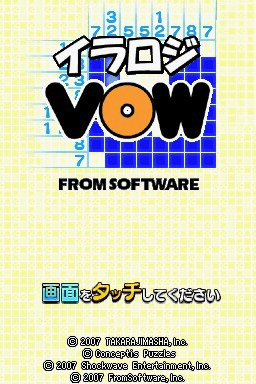 イラロジ
VOW
FROM SOFTWARE
画面をタッチしてください
© 2007 TAKARAJIMASHA, Inc.
© Conceptis Puzzles
© 2007 Shockwave Entertainment, Inc.
© 2007 FromSoftware, Inc.